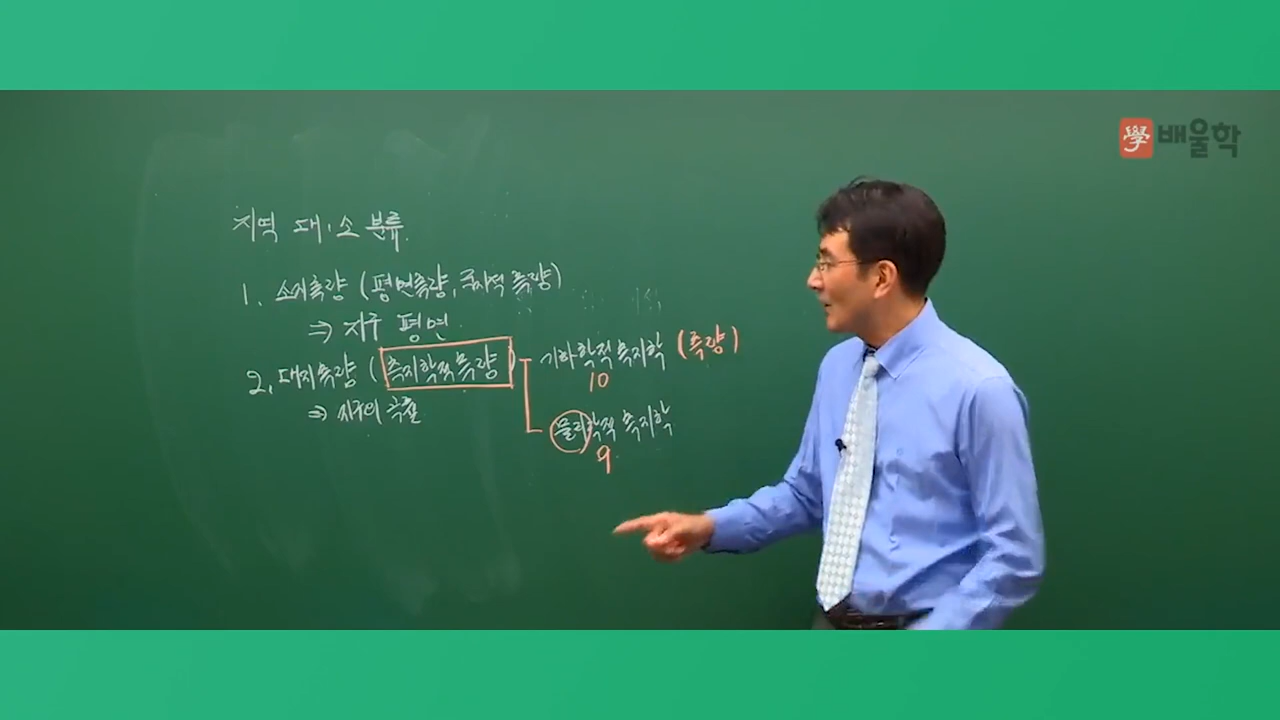 學 배울학
지역 대·소 분류
1. 소지측량 (평면측량, 국지적 측량)
⇒ 지구 평면
2. 대지측량 (측지학적 측량) 기하학적 측지학 (측량)
10
⇒ 지구의 곡률
물리학적 측지학
9